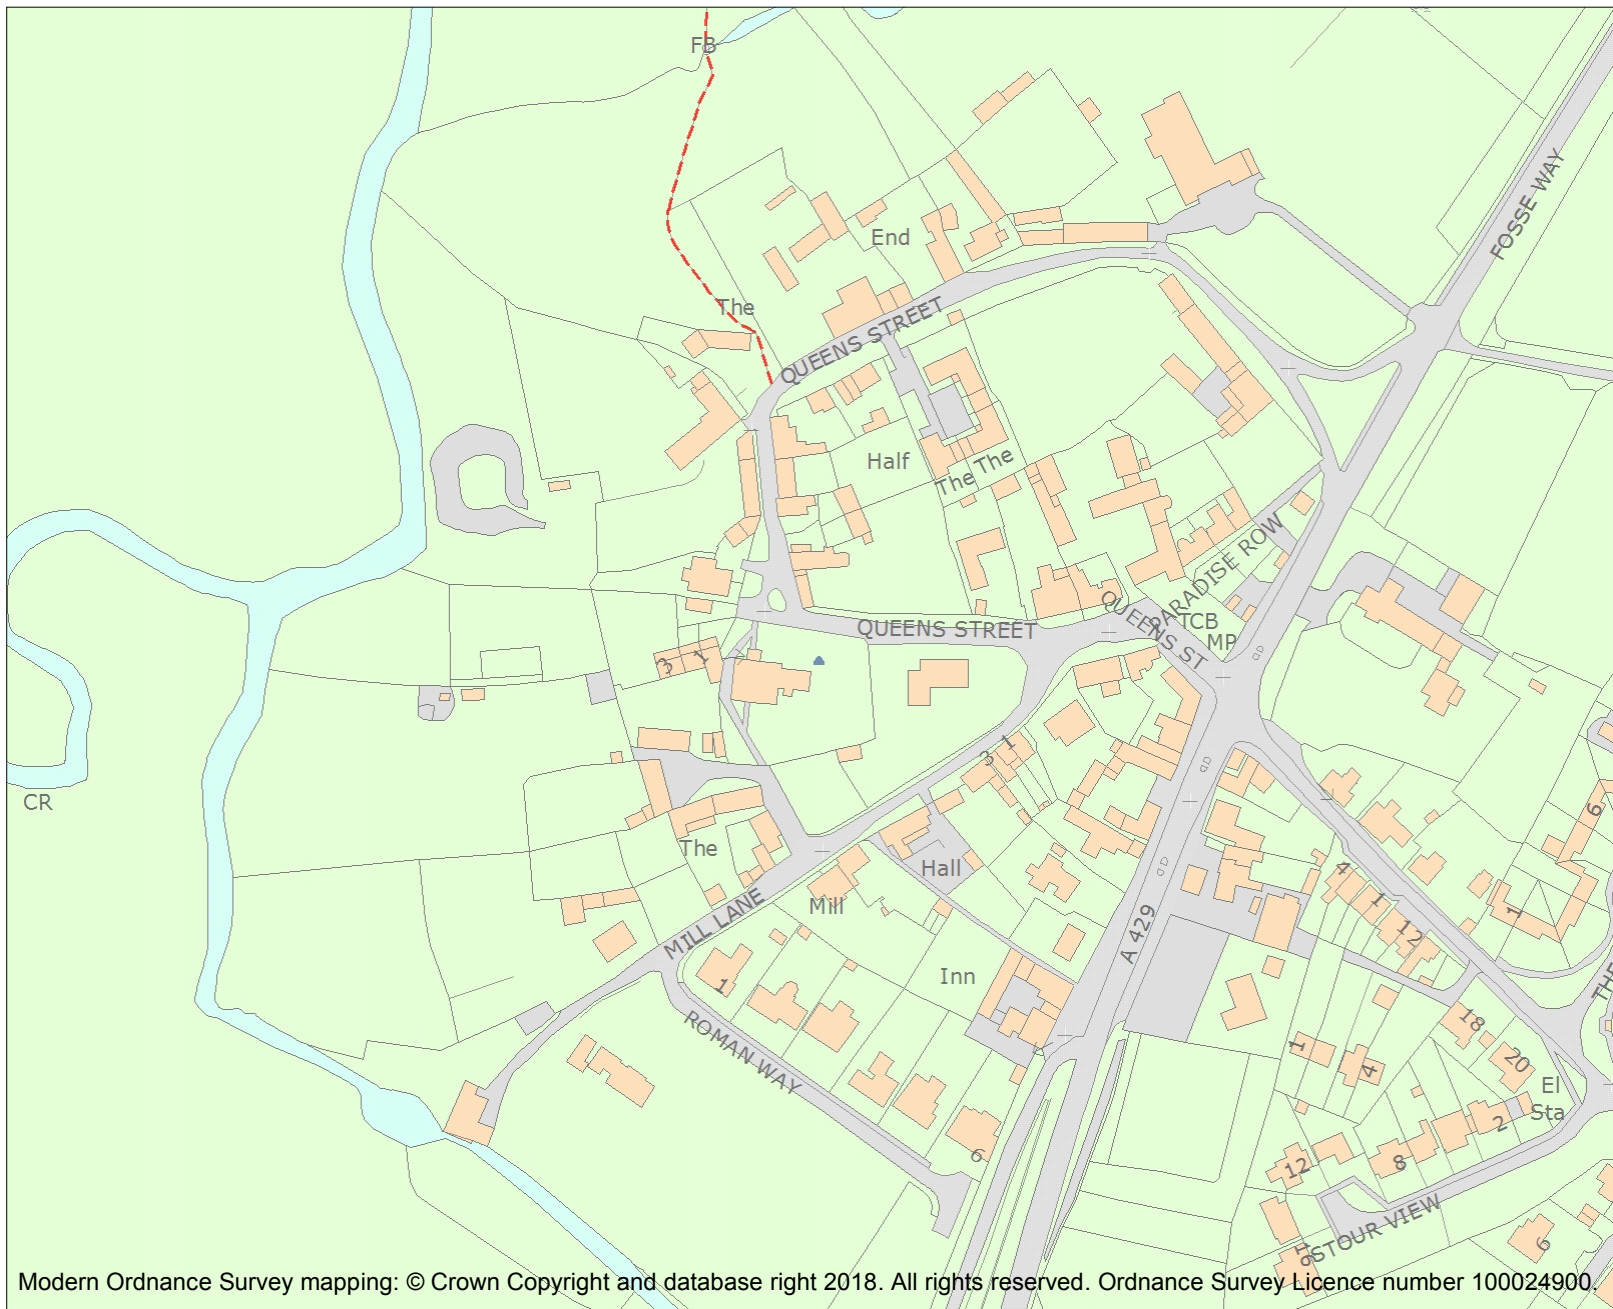 FB
FOSSE WAY
End
The
QUEENS STREET
Half
The
The
PARADISE ROW
QUEENS STREET
QUEENS ST
TCB
MP
3
1
3
1
CR
6
The
Hall
4
1
12
1
Mill
MILL LANE
A 429
Inn
1
THE
ROMAN WAY
18
1
4
20
El
Sta
2
6
12
8
STOUR VIEW
16
6
Modern Ordnance Survey mapping: © Crown Copyright and database right 2018. All rights reserved. Ordnance Survey Licence number 100024900.